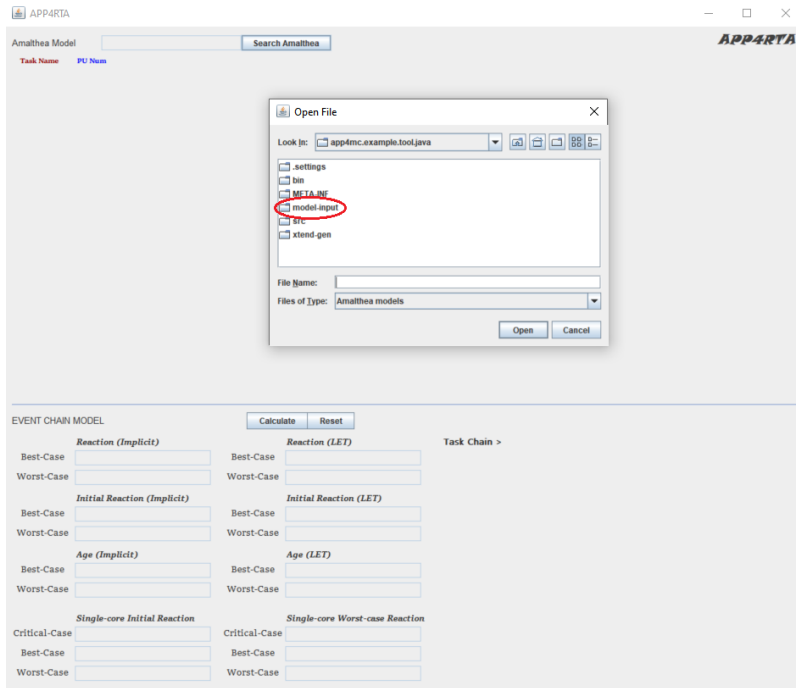 APP4RTA
Amalthea Model Search Amalthea APP4RTA
Task Name PU Num
Open File
Look In: app4mc.example.tool.java
.settings
bin
META-INF
model-input
src
xtend-gen
File Name:
Files of Type: Amalthea models
Open Cancel
EVENT CHAIN MODEL Calculate Reset
Reaction (Implicit) Reaction (LET) Task Chain >
Best-Case Best-Case
Worst-Case Worst-Case
Initial Reaction (Implicit) Initial Reaction (LET)
Best-Case Best-Case
Worst-Case Worst-Case
Age (Implicit) Age (LET)
Best-Case Best-Case
Worst-Case Worst-Case
Single-core Initial Reaction Single-core Worst-case Reaction
Critical-Case Critical-Case
Best-Case Best-Case
Worst-Case Worst-Case